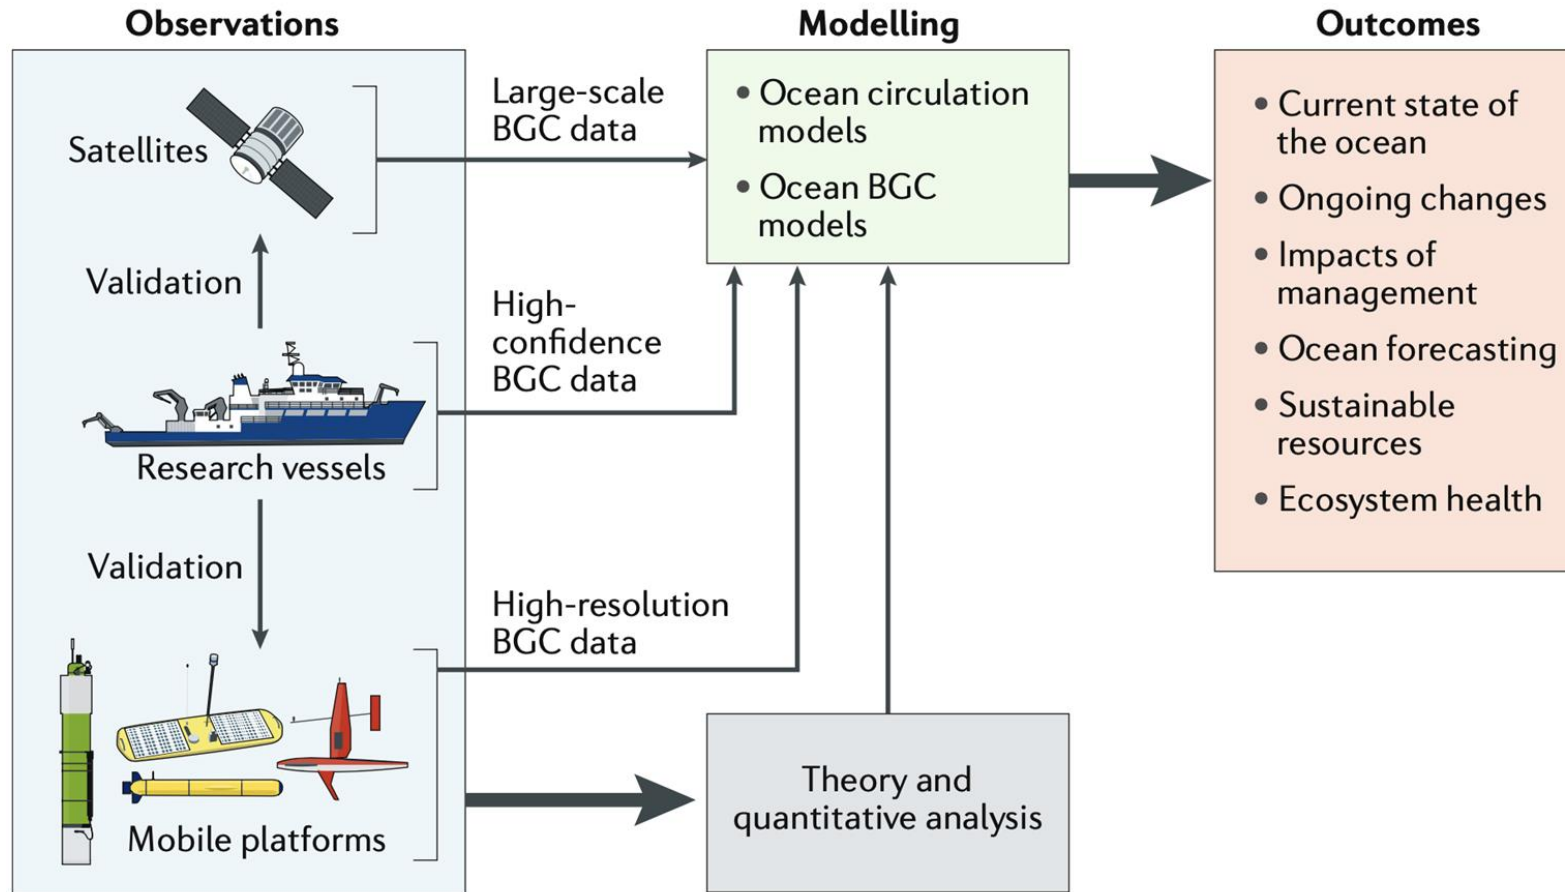 Observations
Satellites
Validation
Research vessels
Validation
Mobile platforms
Large-scale
BGC data
High-
confidence
BGC data
High-resolution
BGC data
Modelling
• Ocean circulation
models
• Ocean BGC
models
Theory and
quantitative analysis
Outcomes
• Current state of
the ocean
• Ongoing changes
• Impacts of
management
• Ocean forecasting
• Sustainable
resources
• Ecosystem health